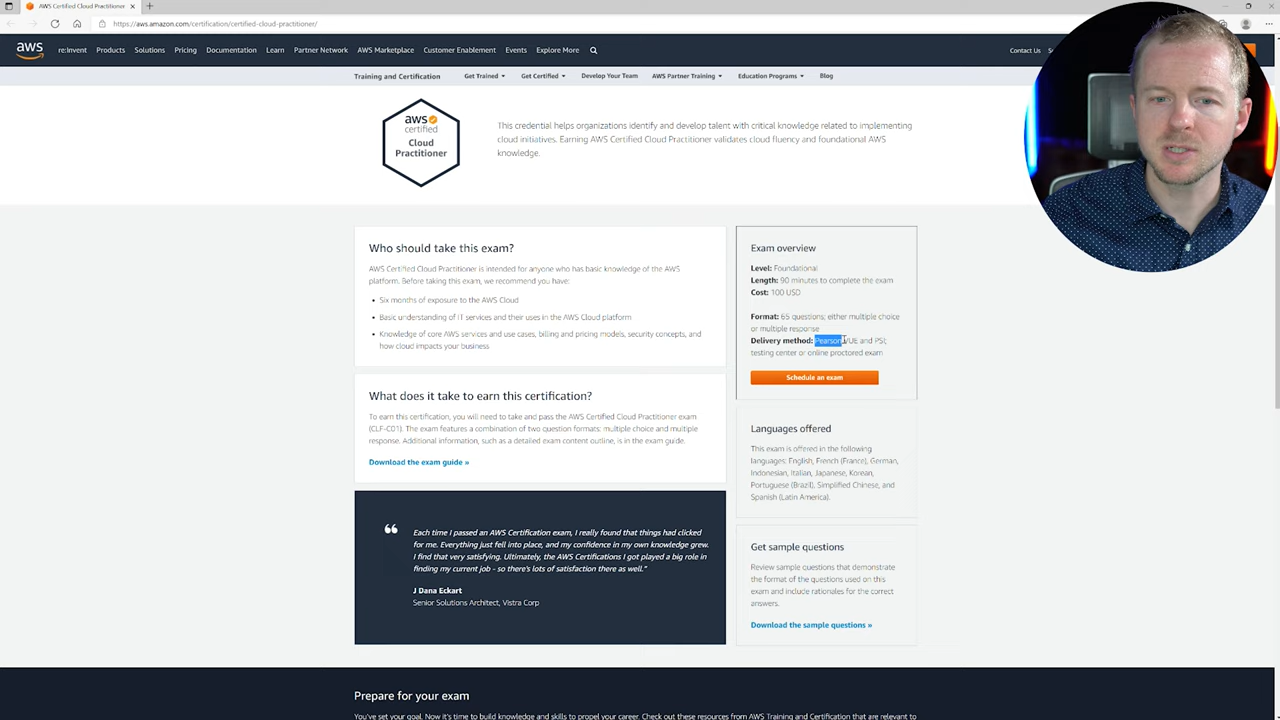 AWS Certified Cloud Practitioner
https://aws.amazon.com/certification/certified-cloud-practitioner/
aws
re:Invent Products Solutions Pricing Documentation Learn Partner Network AWS Marketplace Customer Enablement Events Explore More
Contact Us
Training and Certification Get Trained Get Certified Develop Your Team AWS Partner Training Education Programs Blog
aws
certified
Cloud
Practitioner
This credential helps organizations identify and develop talent with critical knowledge related to implementing
cloud initiatives. Earning AWS Certified Cloud Practitioner validates cloud fluency and foundational AWS
knowledge.
Who should take this exam?
AWS Certified Cloud Practitioner is intended for anyone who has basic knowledge of the AWS
platform. Before taking this exam, we recommend you have:
• Six months of exposure to the AWS Cloud
• Basic understanding of IT services and their uses in the AWS Cloud platform
• Knowledge of core AWS services and use cases, billing and pricing models, security concepts, and
how cloud impacts your business
What does it take to earn this certification?
To earn this certification, you will need to take and pass the AWS Certified Cloud Practitioner exam
(CLF-C01). The exam features a combination of two question formats: multiple choice and multiple
response. Additional information, such as a detailed exam content outline, is in the exam guide.
Download the exam guide »
“
Each time I passed an AWS Certification exam, I really found that things had clicked
for me. Everything just fell into place, and my confidence in my own knowledge grew.
I find that very satisfying. Ultimately, the AWS Certifications I got played a big role in
finding my current job - so there's lots of satisfaction there as well."
J Dana Eckart
Senior Solutions Architect, Vistra Corp
Exam overview
Level: Foundational
Length: 90 minutes to complete the exam
Cost: 100 USD
Format: 65 questions; either multiple choice
or multiple response
Delivery method: Pearson VUE and PSI;
testing center or online proctored exam
Schedule an exam
Languages offered
This exam is offered in the following
languages: English, French (France), German,
Indonesian, Italian, Japanese, Korean,
Portuguese (Brazil), Simplified Chinese, and
Spanish (Latin America).
Get sample questions
Review sample questions that demonstrate
the format of the questions used on this
exam and include rationales for the correct
answers.
Download the sample questions »
Prepare for your exam
You've set your goal. Now it's time to build knowledge and skills to propel your career. Check out these resources from AWS Training and Certification that are relevant to